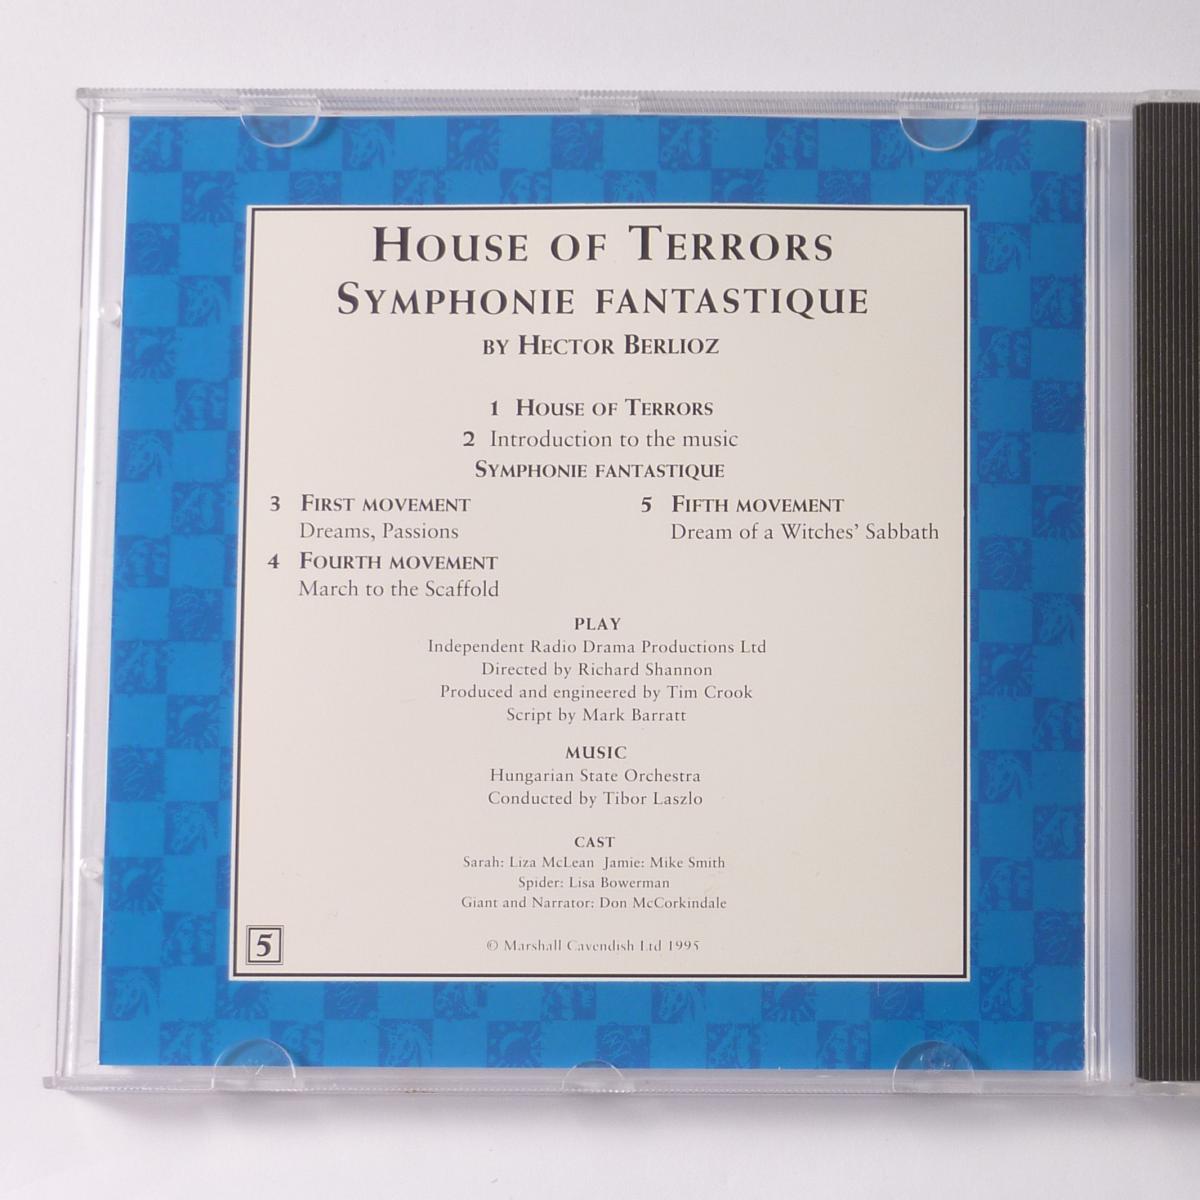 HOUSE OF TERRORS
SYMPHONIE FANTASTIQUE
BY HECTOR BERLIOZ
1 HOUSE OF TERRORS
2 Introduction to the music
SYMPHONIE FANTASTIQUE
3 FIRST MOVEMENT
Dreams, Passions
4 FOURTH MOVEMENT
March to the Scaffold
5 FIFTH MOVEMENT
Dream of a Witches' Sabbath
PLAY
Independent Radio Drama Productions Ltd
Directed by Richard Shannon
Produced and engineered by Tim Crook
Script by Mark Barratt
MUSIC
Hungarian State Orchestra
Conducted by Tibor Laszlo
CAST
Sarah: Liza McLean Jamie: Mike Smith
Spider: Lisa Bowerman
Giant and Narrator: Don McCorkindale
5
© Marshall Cavendish Ltd 1995